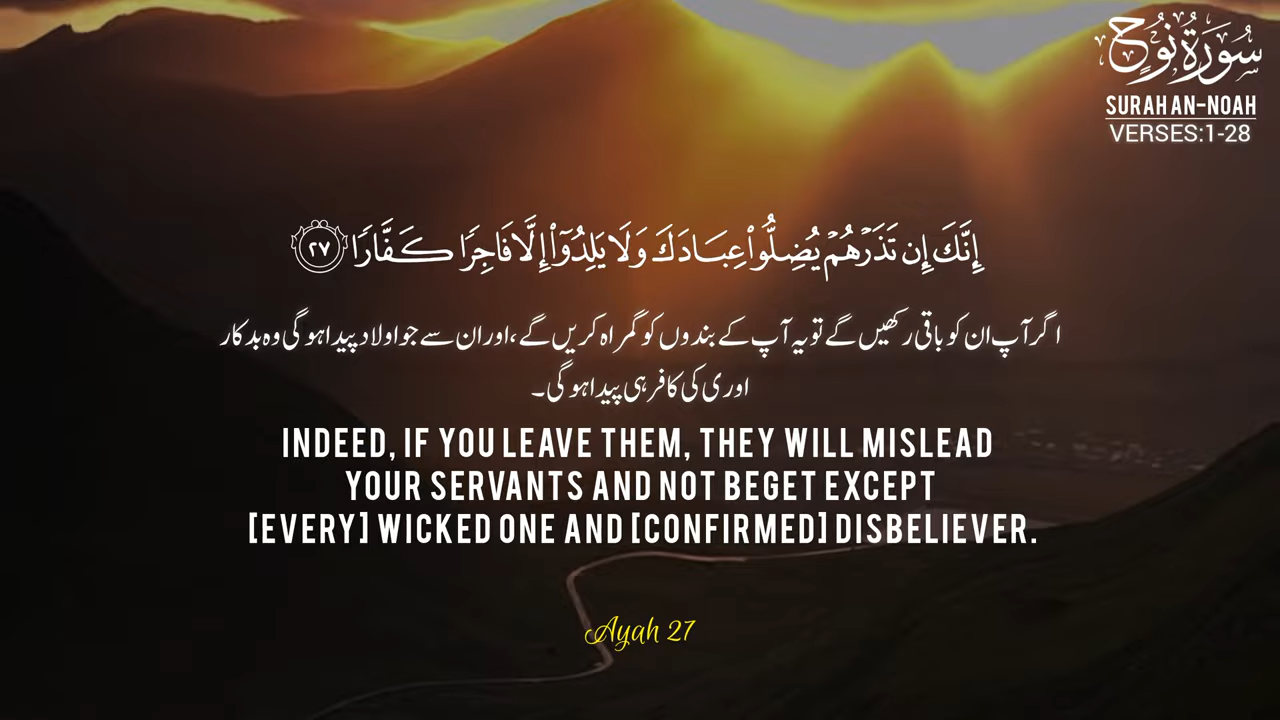 سُورَةُ نُوحٍ
SURAH AN-NOAH
VERSES:1-28
إِنَّكَ إِن تَذَرْهُمْ يُضِلُّوا۟ عِبَادَكَ وَلَا يَلِدُوٓا۟ إِلَّا فَاجِرًا كَفَّارًا ٢٧
اگر آپ ان کو باقی رکھیں گے تو یہ آپ کے بندوں کو گمراہ کریں گے ،اور ان سے جو اولاد پیدا ہوگی وہ بدکار
اور ی کی کافر ہی پیدا ہو گی۔
INDEED, IF YOU LEAVE THEM, THEY WILL MISLEAD
YOUR SERVANTS AND NOT BEGET EXCEPT
[EVERY] WICKED ONE AND [CONFIRMED] DISBELIEVER.
Ayah 27